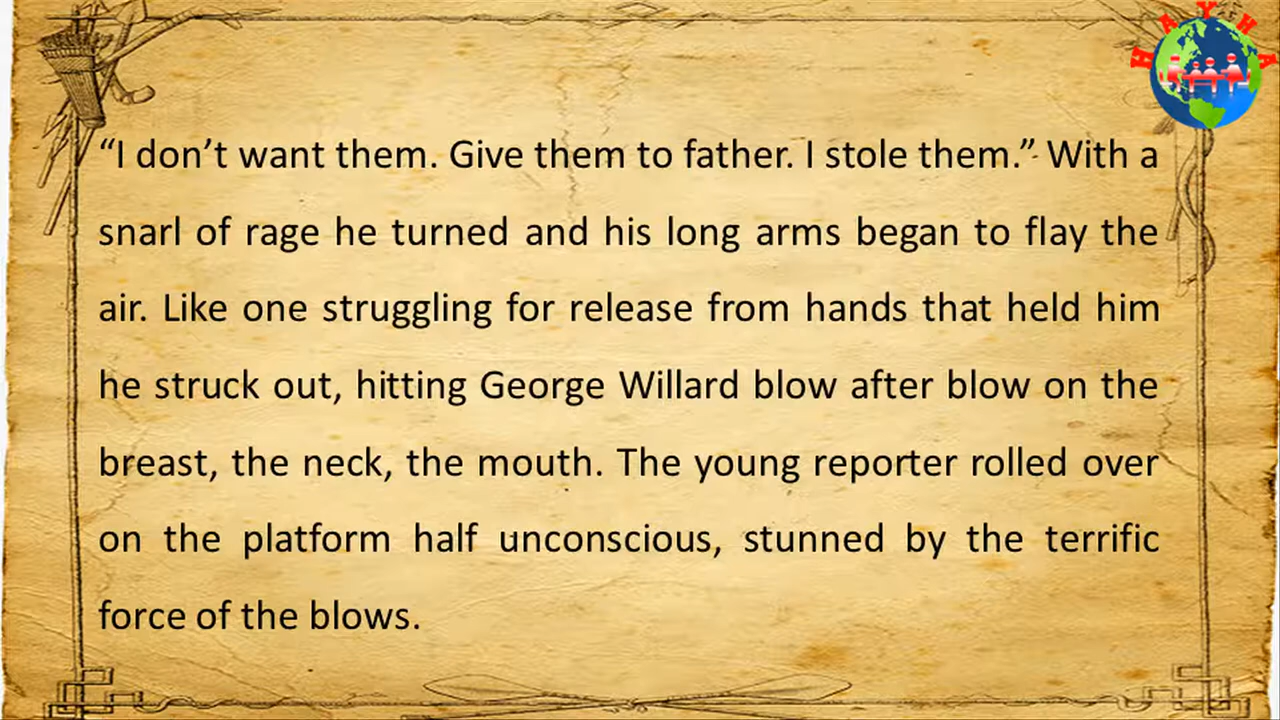 HAYHA
“I don’t want them. Give them to father. I stole them.” With a
snarl of rage he turned and his long arms began to flay the
air. Like one struggling for release from hands that held him
he struck out, hitting George Willard blow after blow on the
breast, the neck, the mouth. The young reporter rolled over
on the platform half unconscious, stunned by the terrific
force of the blows.